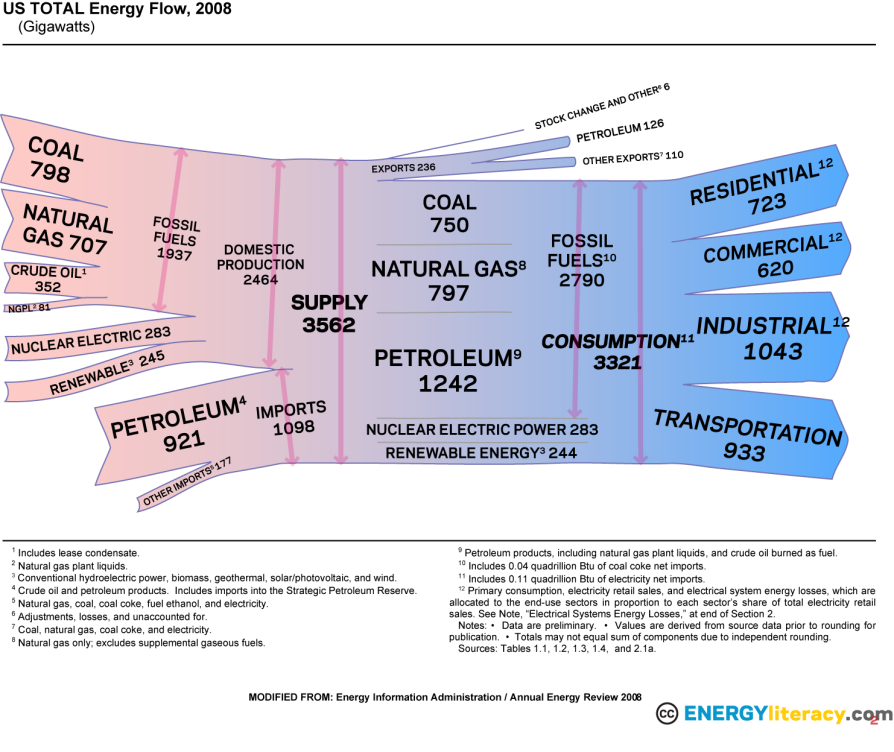 US TOTAL Energy Flow, 2008
(Gigawatts)
STOCK CHANGE AND OTHER⁶ 6
PETROLEUM 126
OTHER EXPORTS⁷ 110
EXPORTS 236
COAL
798
NATURAL
GAS 707
CRUDE OIL¹
352
NGPL² 81
NUCLEAR ELECTRIC 283
RENEWABLE³ 245
PETROLEUM⁴
921
OTHER IMPORTS⁵ 177
FOSSIL
FUELS
1937
DOMESTIC
PRODUCTION
2464
IMPORTS
1098
SUPPLY
3562
COAL
750
NATURAL GAS⁸
797
PETROLEUM⁹
1242
NUCLEAR ELECTRIC POWER 283
RENEWABLE ENERGY³ 244
FOSSIL
FUELS¹⁰
2790
CONSUMPTION¹¹
3321
RESIDENTIAL¹²
723
COMMERCIAL¹²
620
INDUSTRIAL¹²
1043
TRANSPORTATION
933
¹ Includes lease condensate.
² Natural gas plant liquids.
³ Conventional hydroelectric power, biomass, geothermal, solar/photovoltaic, and wind.
⁴ Crude oil and petroleum products. Includes imports into the Strategic Petroleum Reserve.
⁵ Natural gas, coal, coal coke, fuel ethanol, and electricity.
⁶ Adjustments, losses, and unaccounted for.
⁷ Coal, natural gas, coal coke, and electricity.
⁸ Natural gas only; excludes supplemental gaseous fuels.
⁹ Petroleum products, including natural gas plant liquids, and crude oil burned as fuel.
¹⁰ Includes 0.04 quadrillion Btu of coal coke net imports.
¹¹ Includes 0.11 quadrillion Btu of electricity net imports.
¹² Primary consumption, electricity retail sales, and electrical system energy losses, which are
allocated to the end-use sectors in proportion to each sector's share of total electricity retail
sales. See Note, "Electrical Systems Energy Losses," at end of Section 2.
Notes: • Data are preliminary. • Values are derived from source data prior to rounding for
publication. • Totals may not equal sum of components due to independent rounding.
Sources: Tables 1.1, 1.2, 1.3, 1.4, and 2.1a.
MODIFIED FROM: Energy Information Administration / Annual Energy Review 2008
cc ENERGYliteracy.com
2